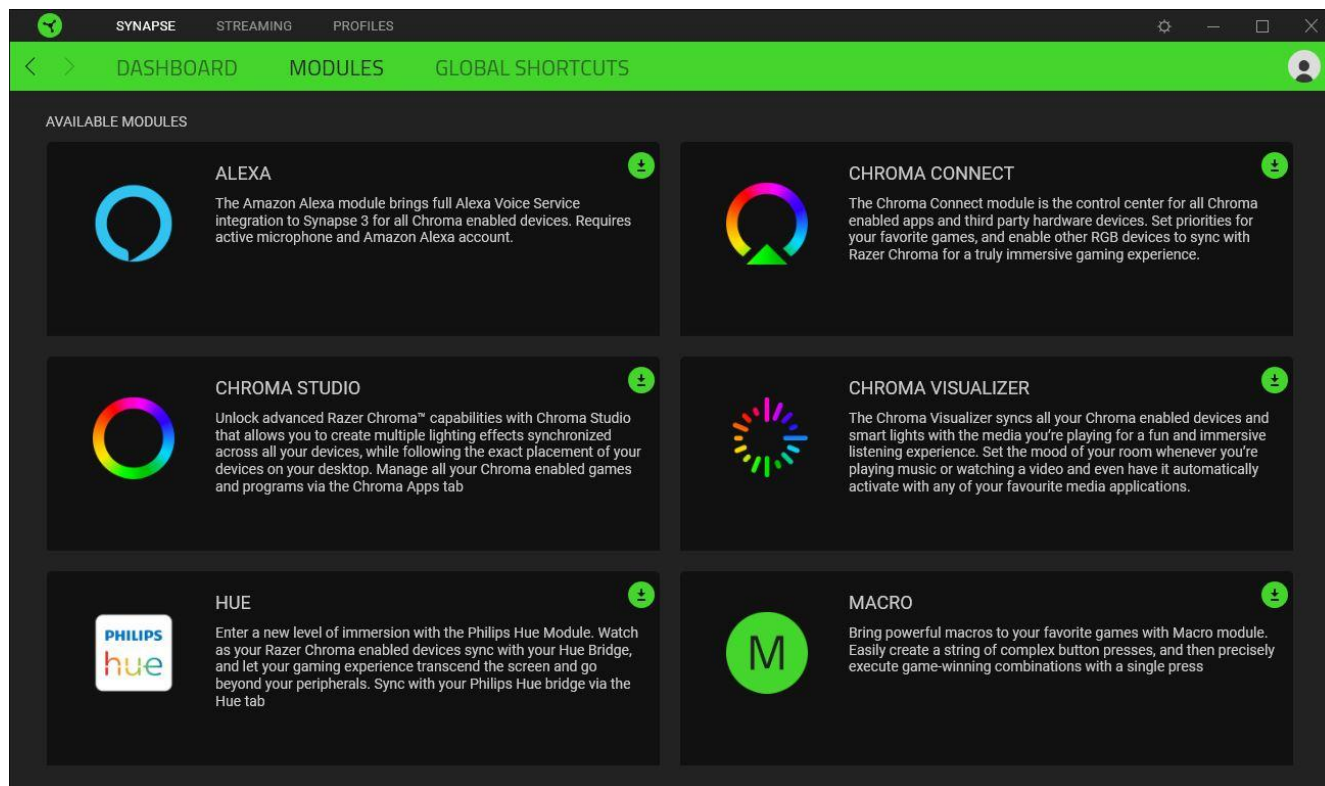 SYNAPSE STREAMING PROFILES
DASHBOARD MODULES GLOBAL SHORTCUTS
AVAILABLE MODULES
ALEXA
The Amazon Alexa module brings full Alexa Voice Service
integration to Synapse 3 for all Chroma enabled devices. Requires
active microphone and Amazon Alexa account.
CHROMA CONNECT
The Chroma Connect module is the control center for all Chroma
enabled apps and third party hardware devices. Set priorities for
your favorite games, and enable other RGB devices to sync with
Razer Chroma for a truly immersive gaming experience.
CHROMA STUDIO
Unlock advanced Razer Chroma™ capabilities with Chroma Studio
that allows you to create multiple lighting effects synchronized
across all your devices, while following the exact placement of your
devices on your desktop. Manage all your Chroma enabled games
and programs via the Chroma Apps tab
CHROMA VISUALIZER
The Chroma Visualizer syncs all your Chroma enabled devices and
smart lights with the media you're playing for a fun and immersive
listening experience. Set the mood of your room whenever you're
playing music or watching a video and even have it automatically
activate with any of your favourite media applications.
PHILIPS
hue
HUE
Enter a new level of immersion with the Philips Hue Module. Watch
as your Razer Chroma enabled devices sync with your Hue Bridge,
and let your gaming experience transcend the screen and go
beyond your peripherals. Sync with your Philips Hue bridge via the
Hue tab
M
MACRO
Bring powerful macros to your favorite games with Macro module.
Easily create a string of complex button presses, and then precisely
execute game-winning combinations with a single press